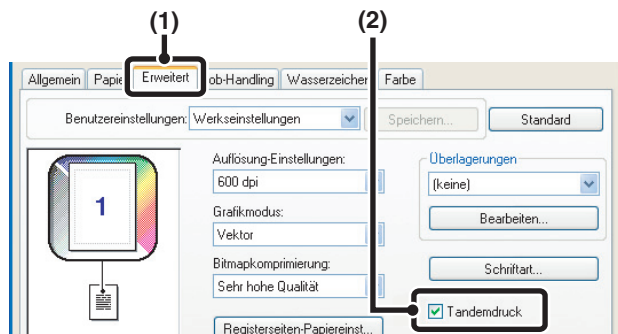 (1) (2)
Allgemein Papie Erweitert ob-Handling Wasserzeichen Farbe
Benutzereinstellungen: Werkseinstellungen Speichern... Standard
Auflösung-Einstellungen: Überlagerungen
600 dpi (keine)
1
Grafikmodus: Bearbeiten...
Vektor
Bitmapkomprimierung: Schriftart...
Sehr hohe Qualität
Tandemdruck
Registerseiten-Papiereinst...